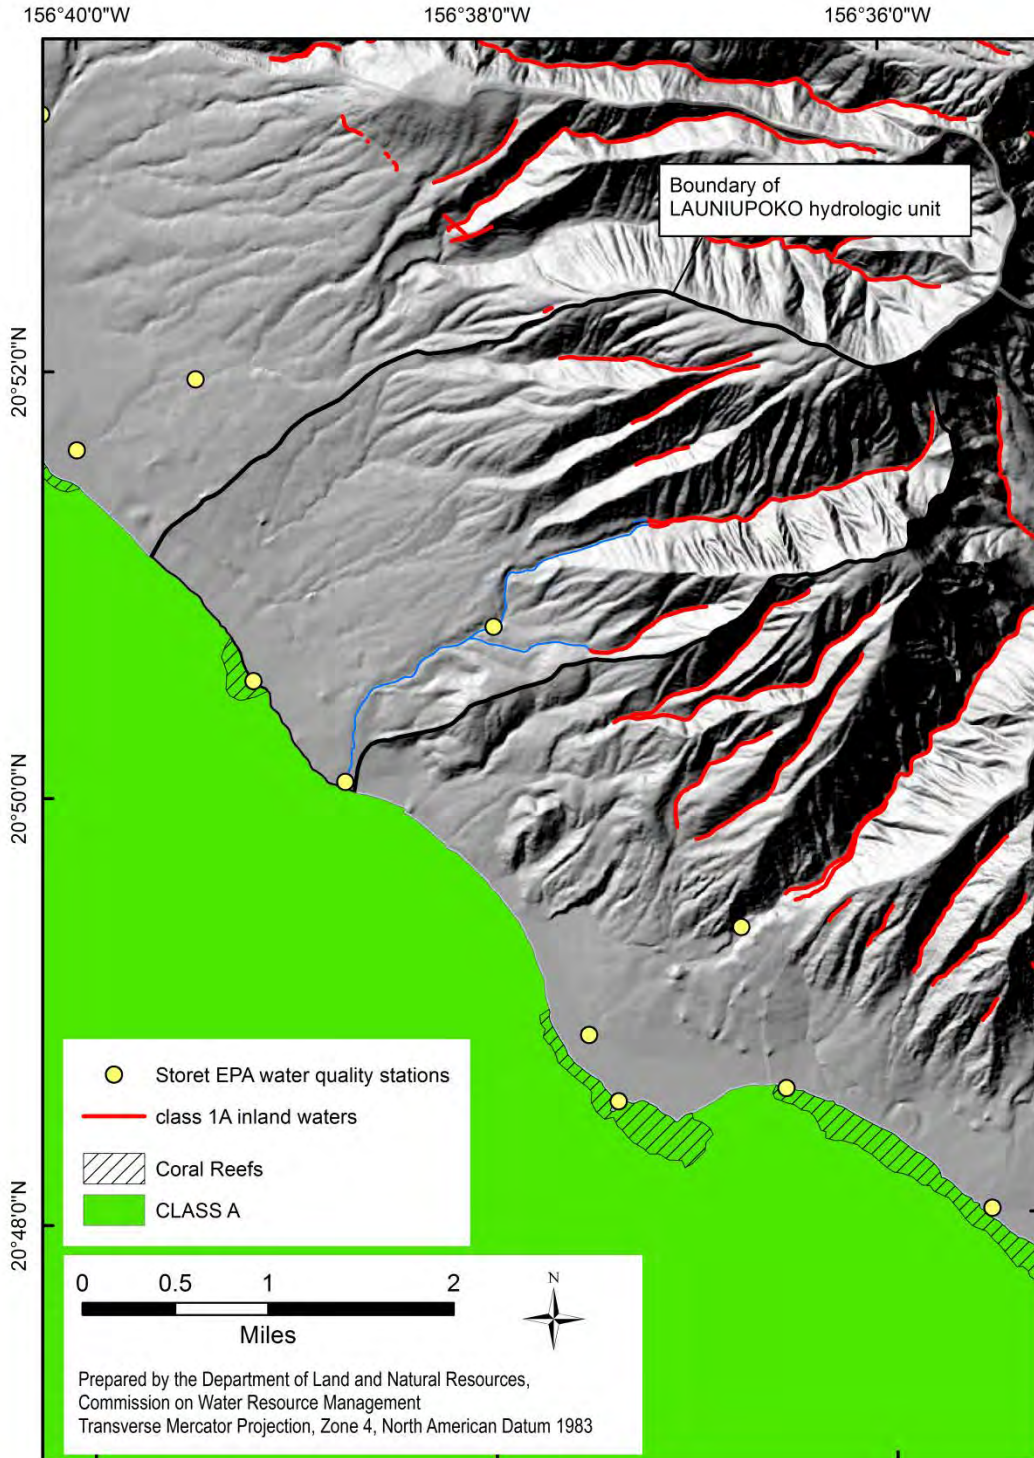 156°40'0"W
156°38'0"W
156°36'0"W
Boundary of
LAUNIUPOKO hydrologic unit
20°52'0"N
20°50'0"N
20°48'0"N
Storet EPA water quality stations
class 1A inland waters
Coral Reefs
CLASS A
0 0.5 1 2
Miles
N
Prepared by the Department of Land and Natural Resources,
Commission on Water Resource Management
Transverse Mercator Projection, Zone 4, North American Datum 1983